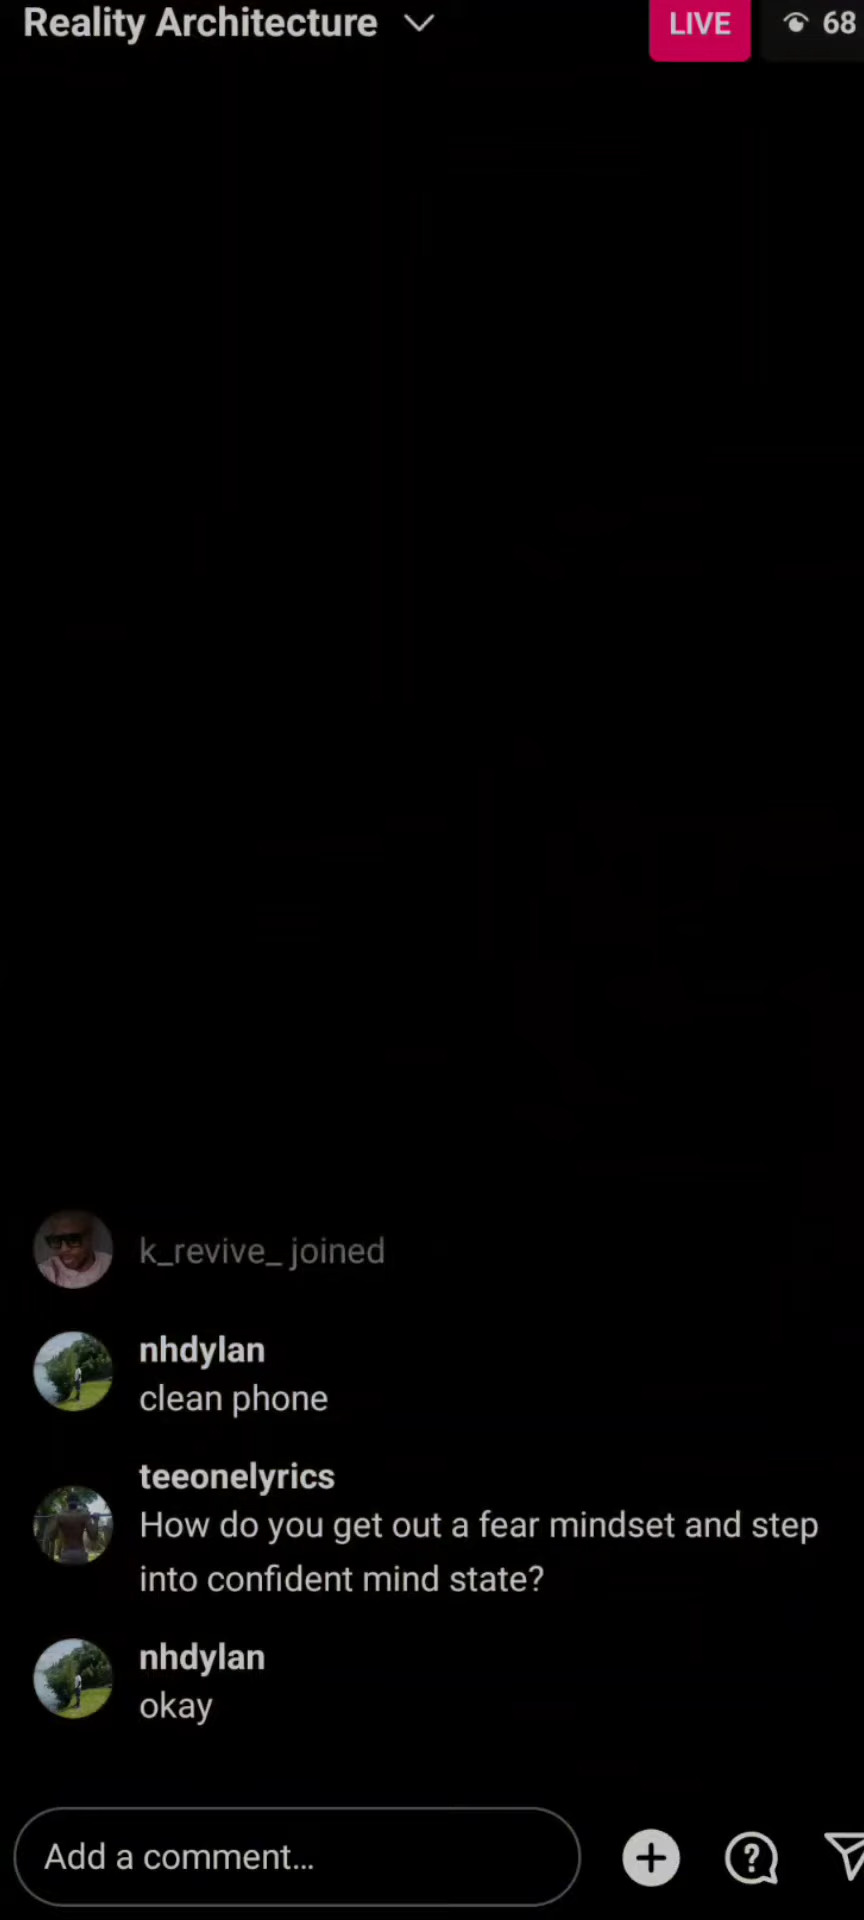 Reality Architecture
LIVE
68
k_revive_ joined
nhdylan
clean phone
teeonelyrics
How do you get out a fear mindset and step
into confident mind state?
nhdylan
okay
Add a comment...